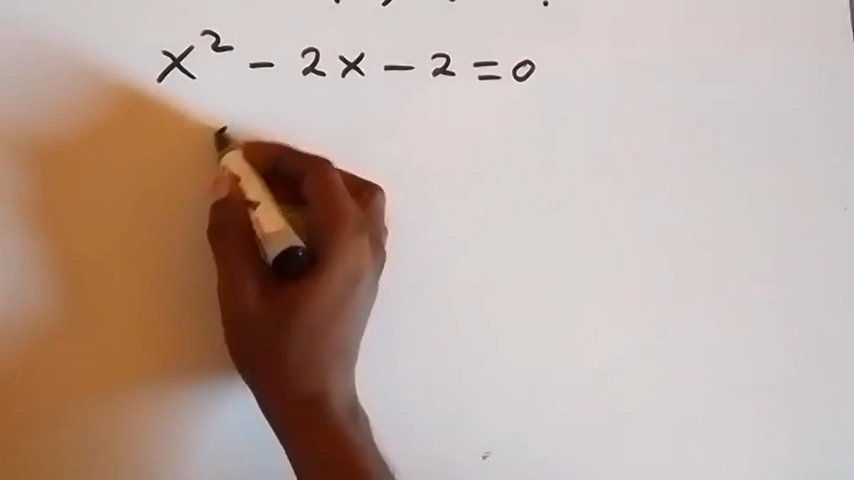 x² - 2x - 2 = 0